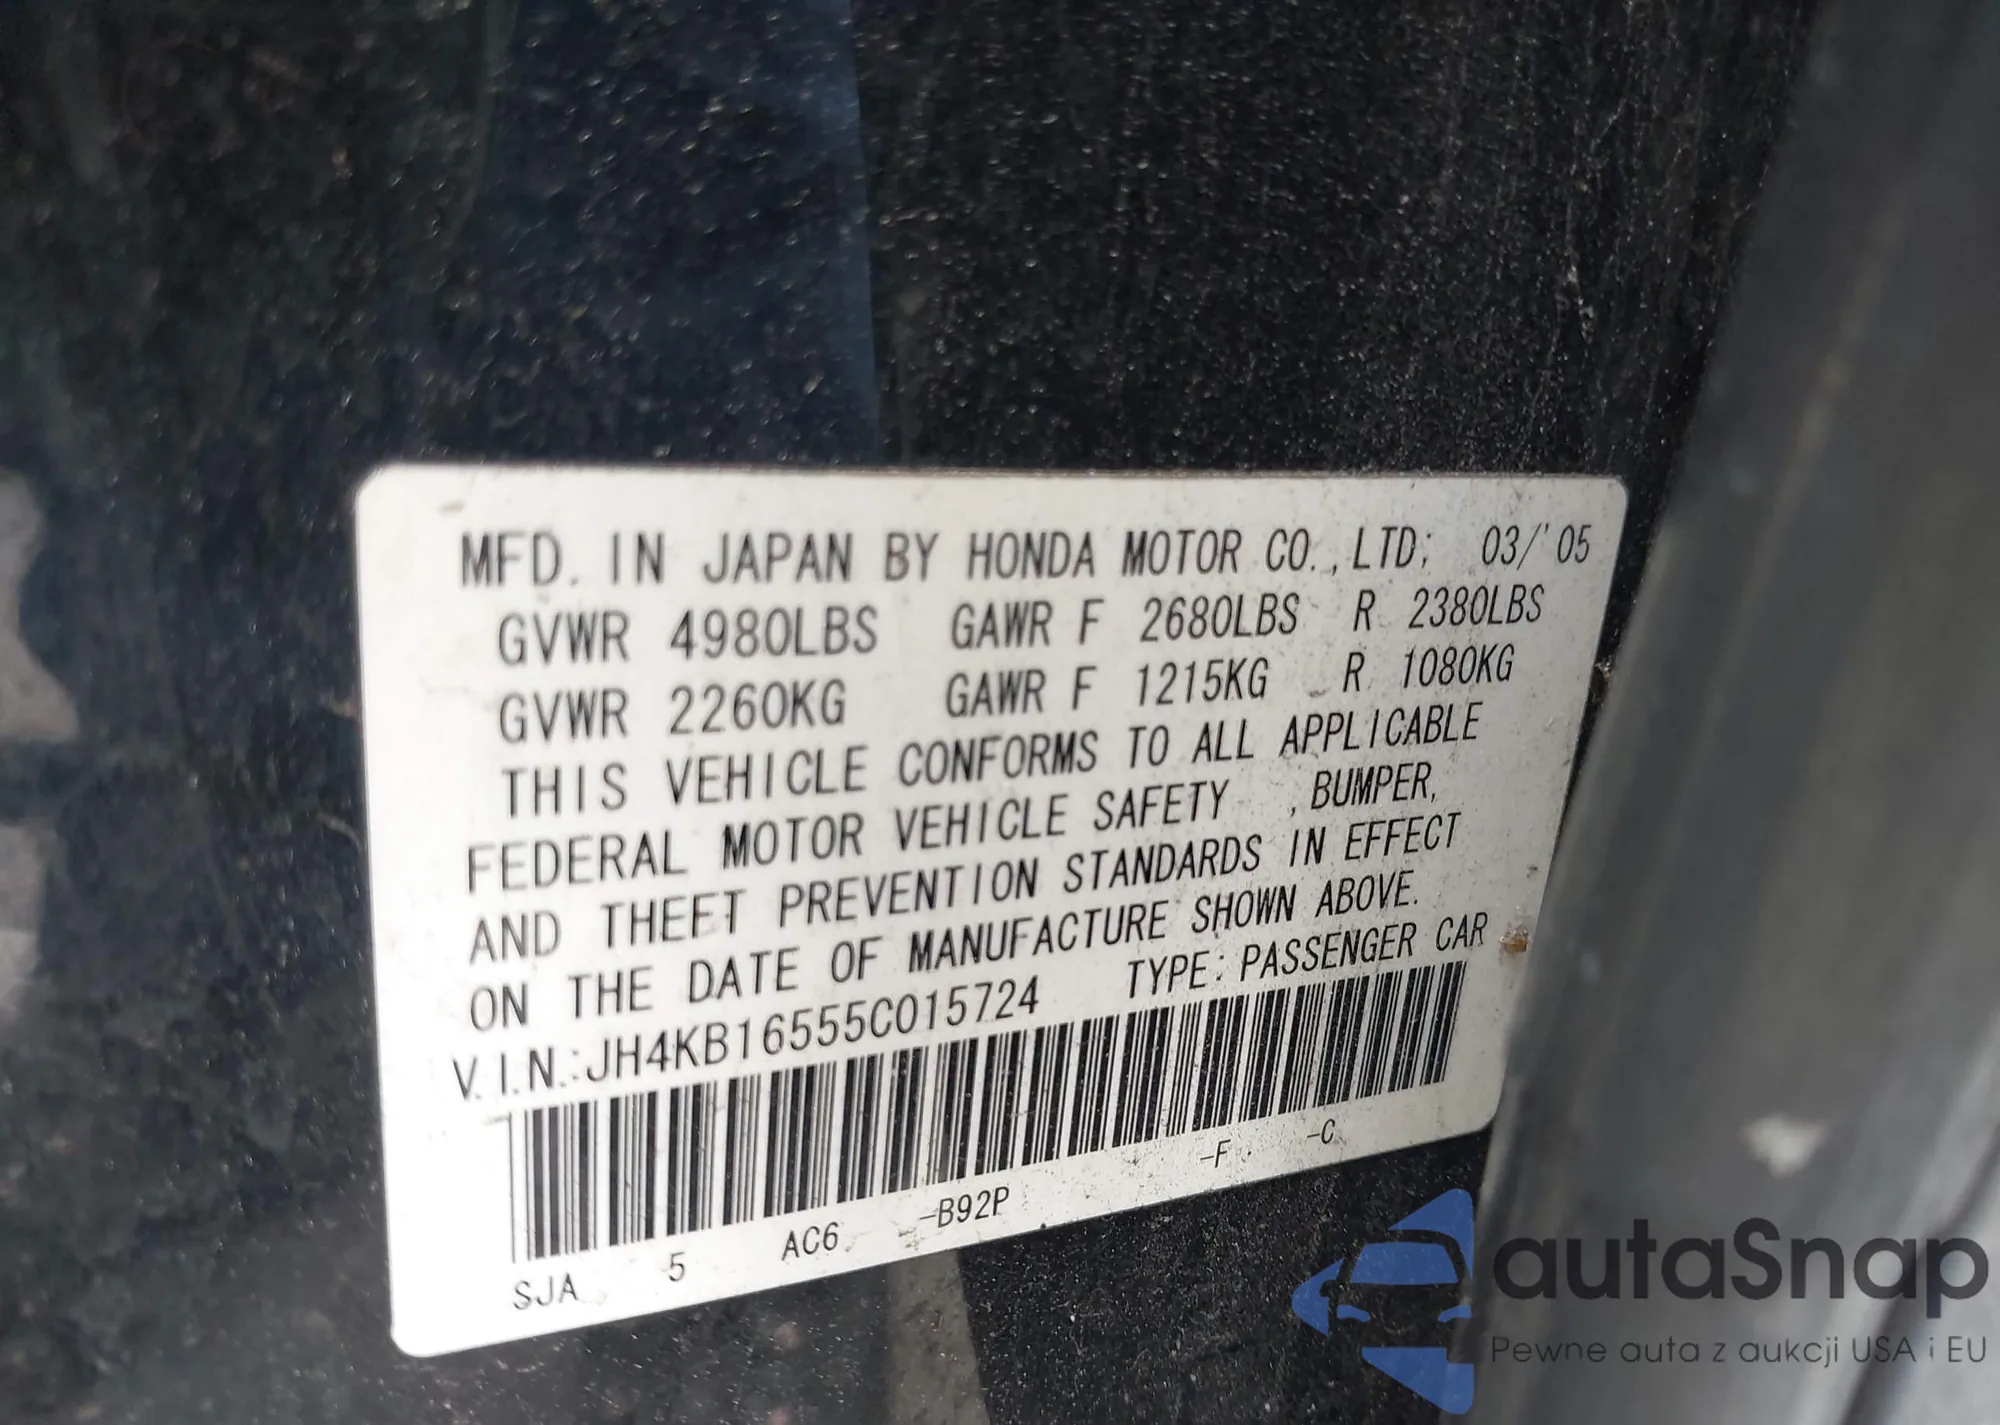 MFD. IN JAPAN BY HONDA MOTOR CO.,LTD; 03/'05
GVWR 4980LBS GAWR F 2680LBS R 2380LBS
GVWR 2260KG GAWR F 1215KG R 1080KG
THIS VEHICLE CONFORMS TO ALL APPLICABLE
FEDERAL MOTOR VEHICLE SAFETY , BUMPER,
AND THEFT PREVENTION STANDARDS IN EFFECT
ON THE DATE OF MANUFACTURE SHOWN ABOVE.
V.I.N.:JH4KB16555C015724 TYPE:PASSENGER CAR
SJA 5 AC6 -B92P -F -C
autaSnap
Pewne auta z aukcji USA i EU